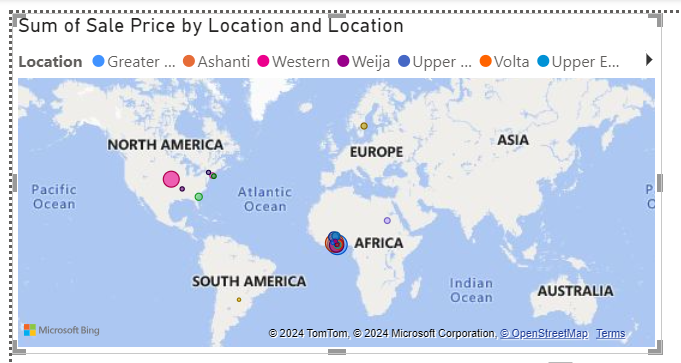 Sum of Sale Price by Location and Location
Location Greater ... Ashanti Western Weija Upper ... Volta Upper E...
NORTH AMERICA
EUROPE
ASIA
Pacific
Ocean
Atlantic
Ocean
P
O
AFRICA
SOUTH AMERICA
Indian
Ocean
AUSTRALIA
Microsoft Bing
© 2024 TomTom, © 2024 Microsoft Corporation, © OpenStreetMap Terms